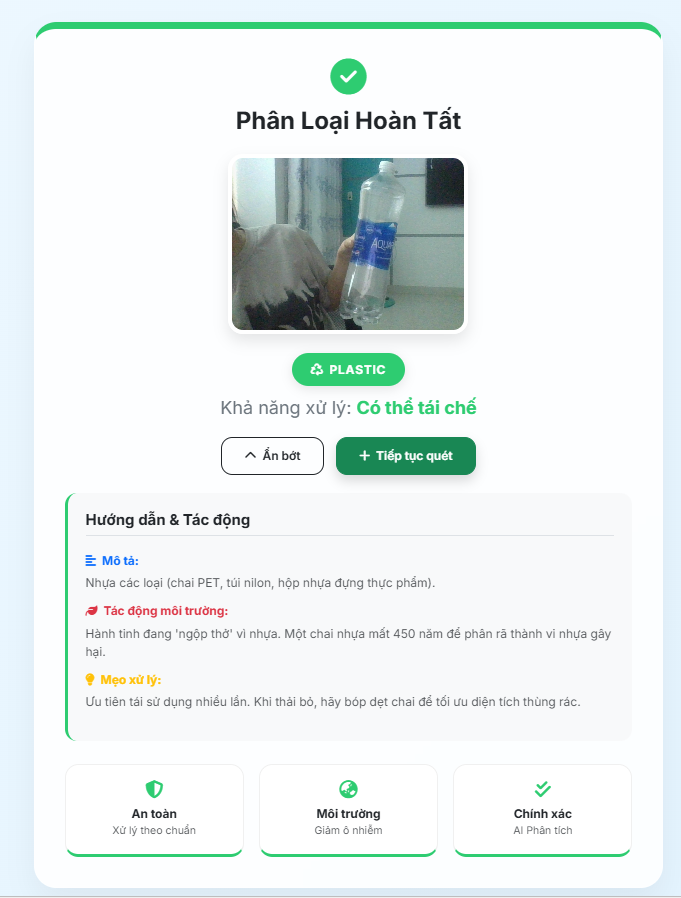 Phân Loại Hoàn Tất
AQUA
PLASTIC
Khả năng xử lý: Có thể tái chế
Ẩn bớt
Tiếp tục quét
Hướng dẫn & Tác động
Mô tả:
Nhựa các loại (chai PET, túi nilon, hộp nhựa đựng thực phẩm).
Tác động môi trường:
Hành tinh đang 'ngộp thở' vì nhựa. Một chai nhựa mất 450 năm để phân rã thành vi nhựa gây
hại.
Mẹo xử lý:
Ưu tiên tái sử dụng nhiều lần. Khi thải bỏ, hãy bóp dẹt chai để tối ưu diện tích thùng rác.
An toàn
Xử lý theo chuẩn
Môi trường
Giảm ô nhiễm
Chính xác
AI Phân tích